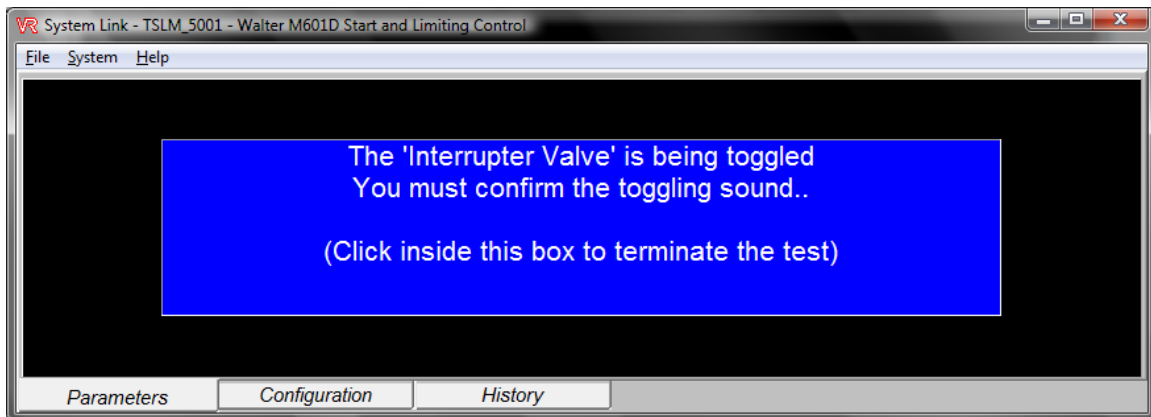 VR System Link - TSLM_5001 - Walter M601D Start and Limiting Control
File System Help
The 'Interrupter Valve' is being toggled
You must confirm the toggling sound..
(Click inside this box to terminate the test)
Parameters Configuration History